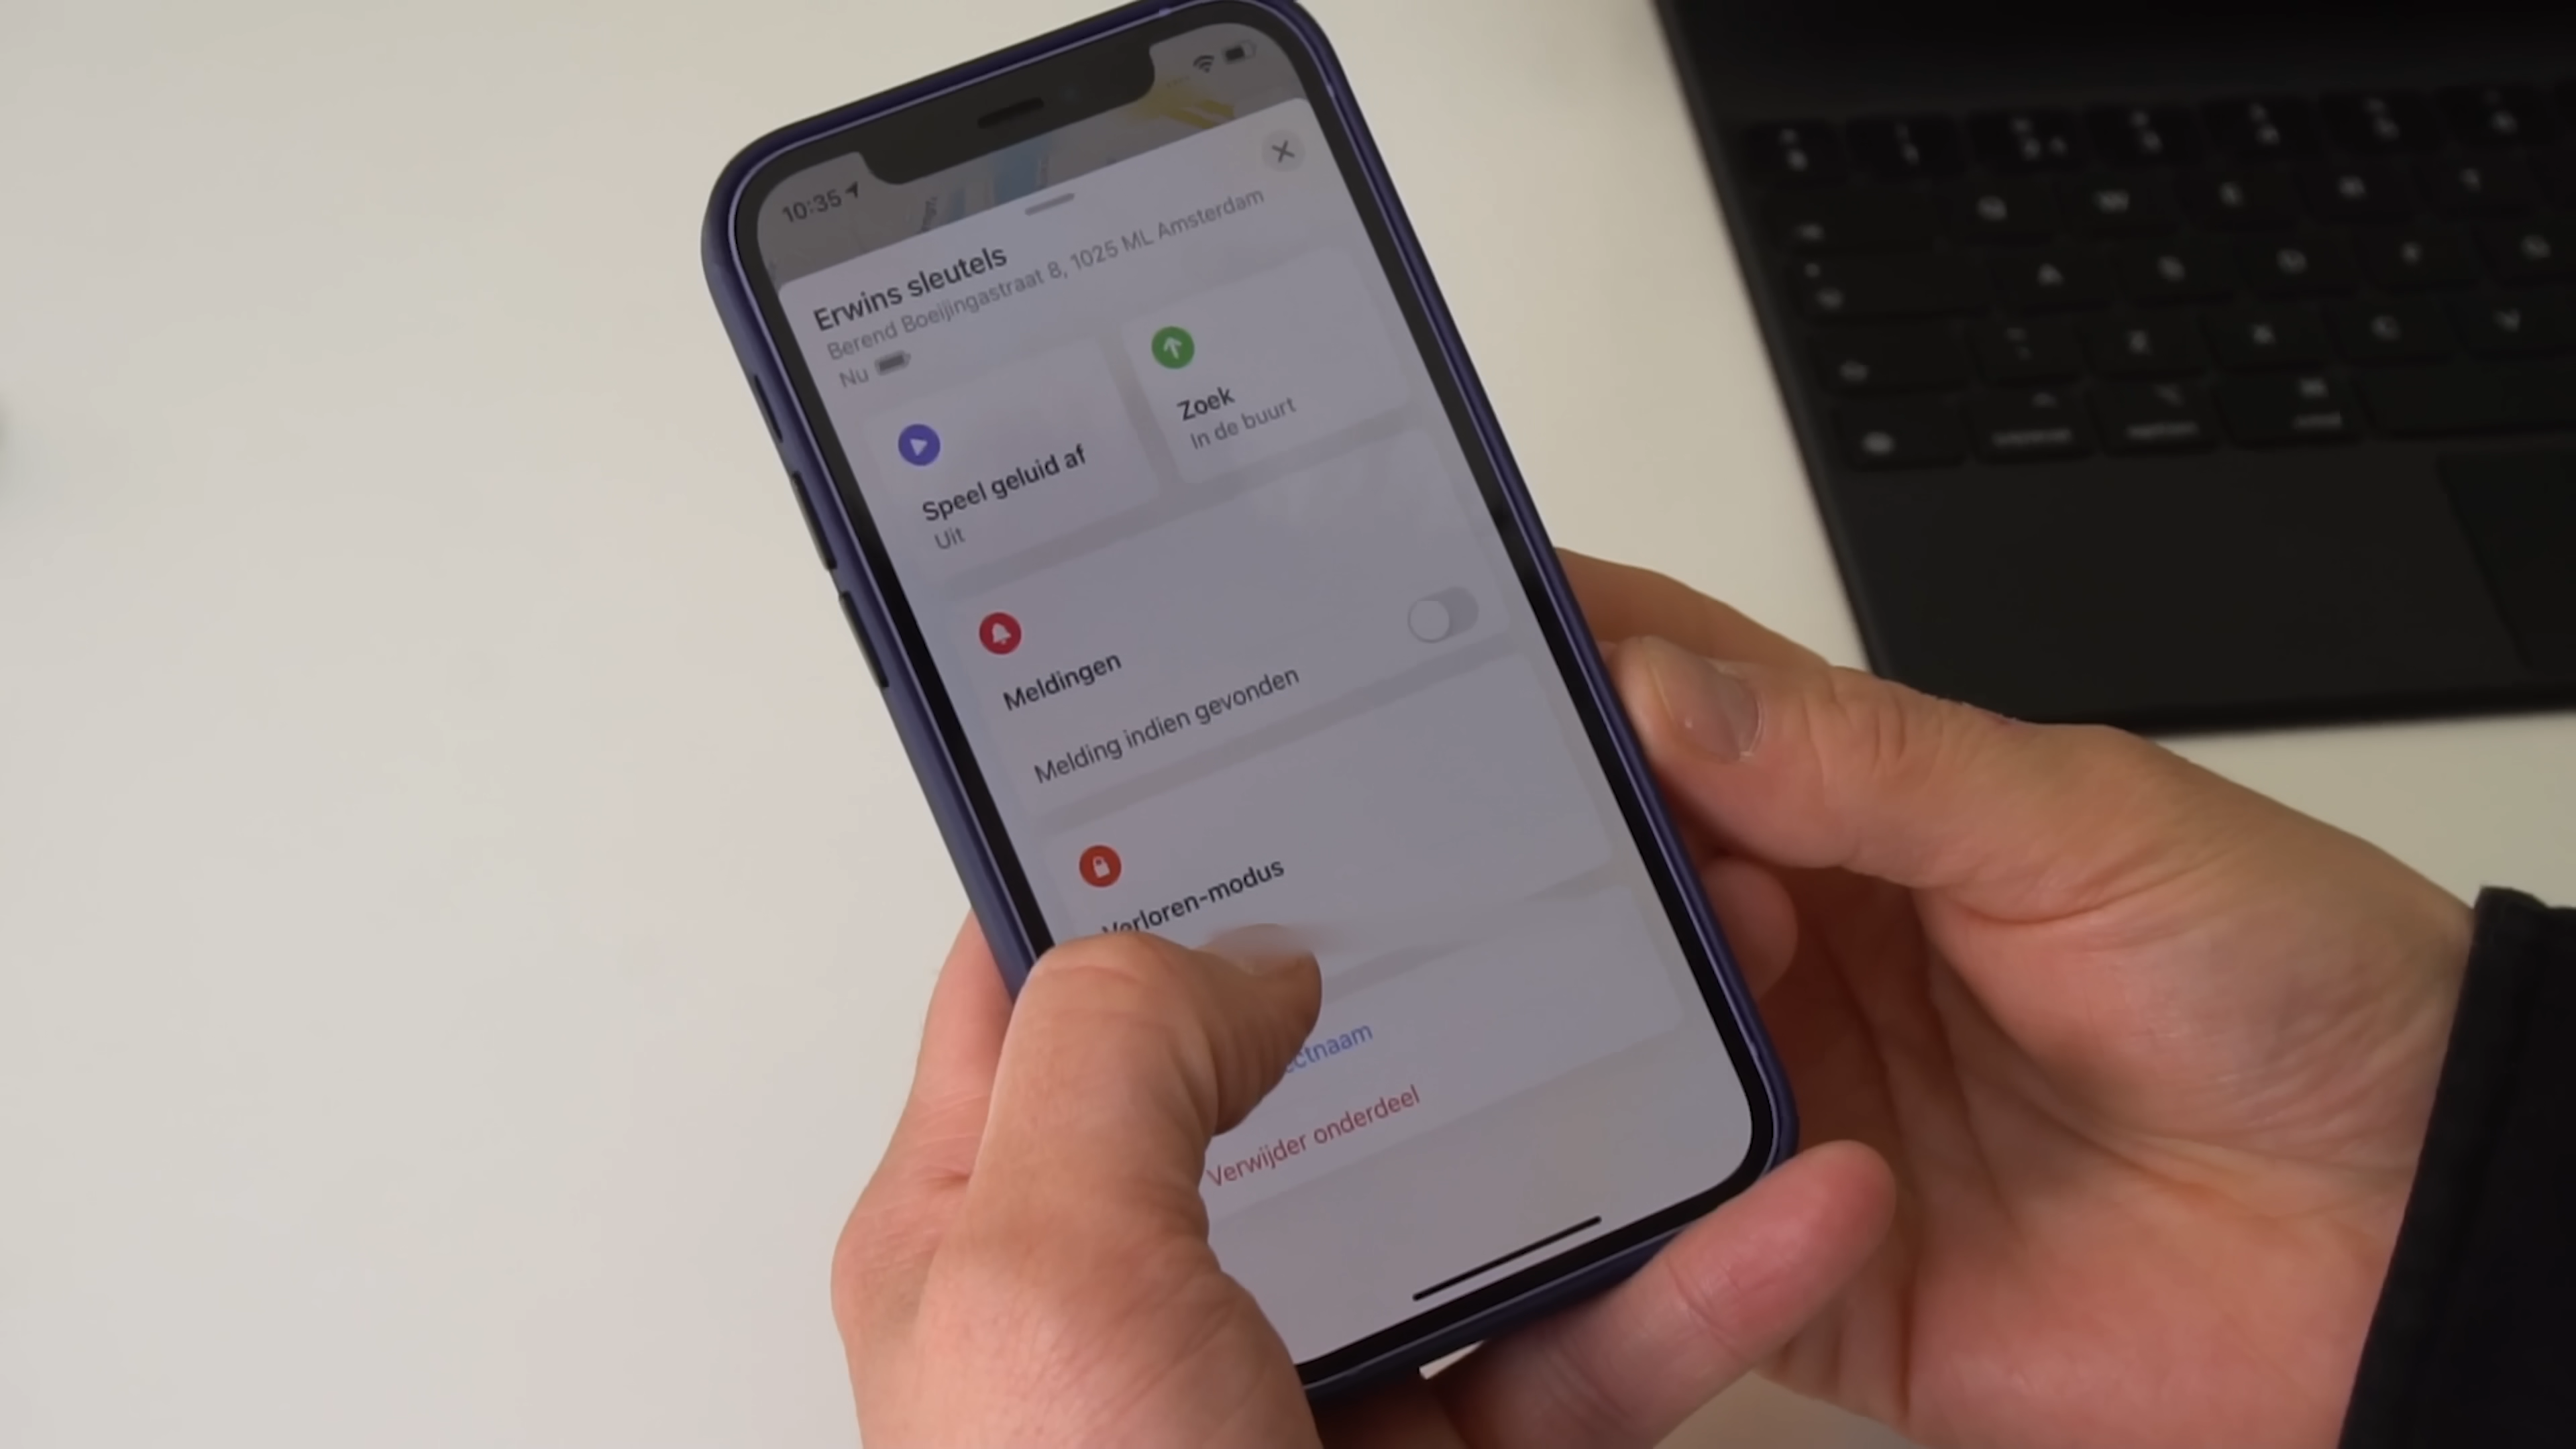 10:35
Erwins sleutels
Berend Boeijingastraat 8, 1025 ML Amsterdam
Nu
Speel geluid af
Uit
Zoek
In de buurt
Meldingen
Melding indien gevonden
Verloren-modus
ctnaam
Verwijder onderdeel